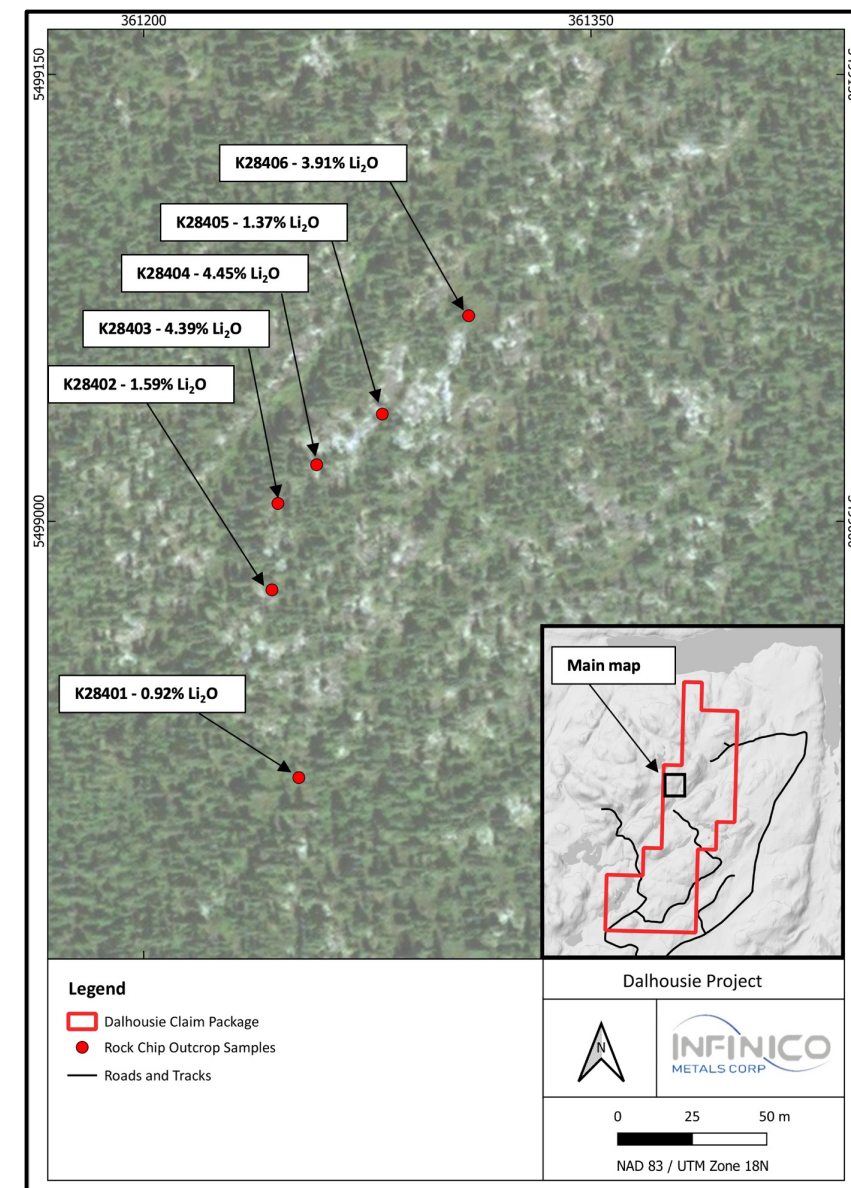 361200
361350
5499150
K28406 - 3.91% Li₂O
K28405 - 1.37% Li₂O
K28404 - 4.45% Li₂O
K28403 - 4.39% Li₂O
K28402 - 1.59% Li₂O
5499000
K28401 - 0.92% Li₂O
Main map
Legend
Dalhousie Claim Package
Rock Chip Outcrop Samples
Roads and Tracks
Dalhousie Project
N
INFINICO
METALS CORP
0 25 50 m
NAD 83 / UTM Zone 18N